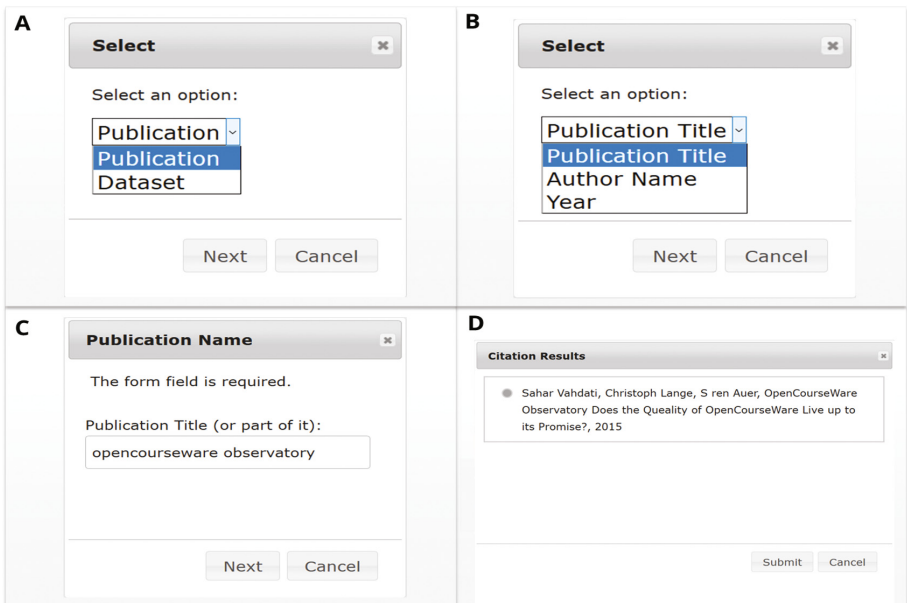 A
Select
Select an option:
Publication
Publication
Dataset
Next Cancel
B
Select
Select an option:
Publication Title
Publication Title
Author Name
Year
Next Cancel
C
Publication Name
The form field is required.
Publication Title (or part of it):
opencourseware observatory
Next Cancel
D
Citation Results
Sahar Vahdati, Christoph Lange, S ren Auer, OpenCourseWare
Observatory Does the Queality of OpenCourseWare Live up to
its Promise?, 2015
Submit Cancel